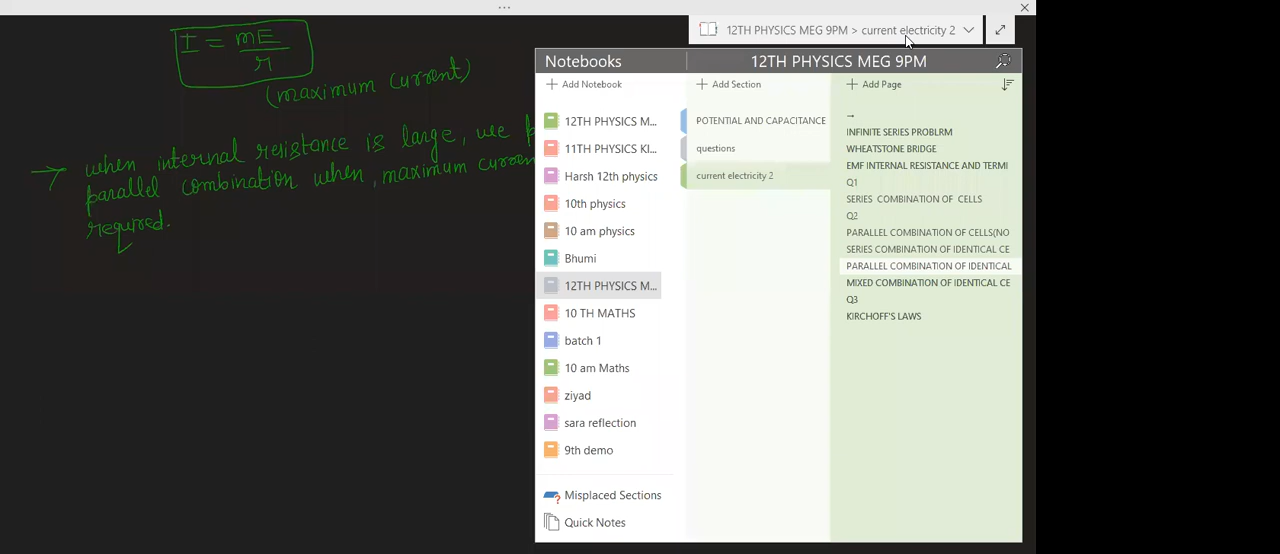 I = mE
r
(maximum current)
→ when internal resistance is large, we
parallel combination when, maximum curren
requred.
12TH PHYSICS MEG 9PM > current electricity 2
Notebooks
12TH PHYSICS MEG 9PM
+ Add Notebook
+ Add Section
+ Add Page
12TH PHYSICS M...
11TH PHYSICS KI...
Harsh 12th physics
10th physics
10 am physics
Bhumi
12TH PHYSICS M...
10 TH MATHS
batch 1
10 am Maths
ziyad
sara reflection
9th demo
Misplaced Sections
Quick Notes
POTENTIAL AND CAPACITANCE
questions
current electricity 2
→
INFINITE SERIES PROBLRM
WHEATSTONE BRIDGE
EMF INTERNAL RESISTANCE AND TERMI
Q1
SERIES COMBINATION OF CELLS
Q2
PARALLEL COMBINATION OF CELLS(NO
SERIES COMBINATION OF IDENTICAL CE
PARALLEL COMBINATION OF IDENTICAL
MIXED COMBINATION OF IDENTICAL CE
Q3
KIRCHOFF'S LAWS